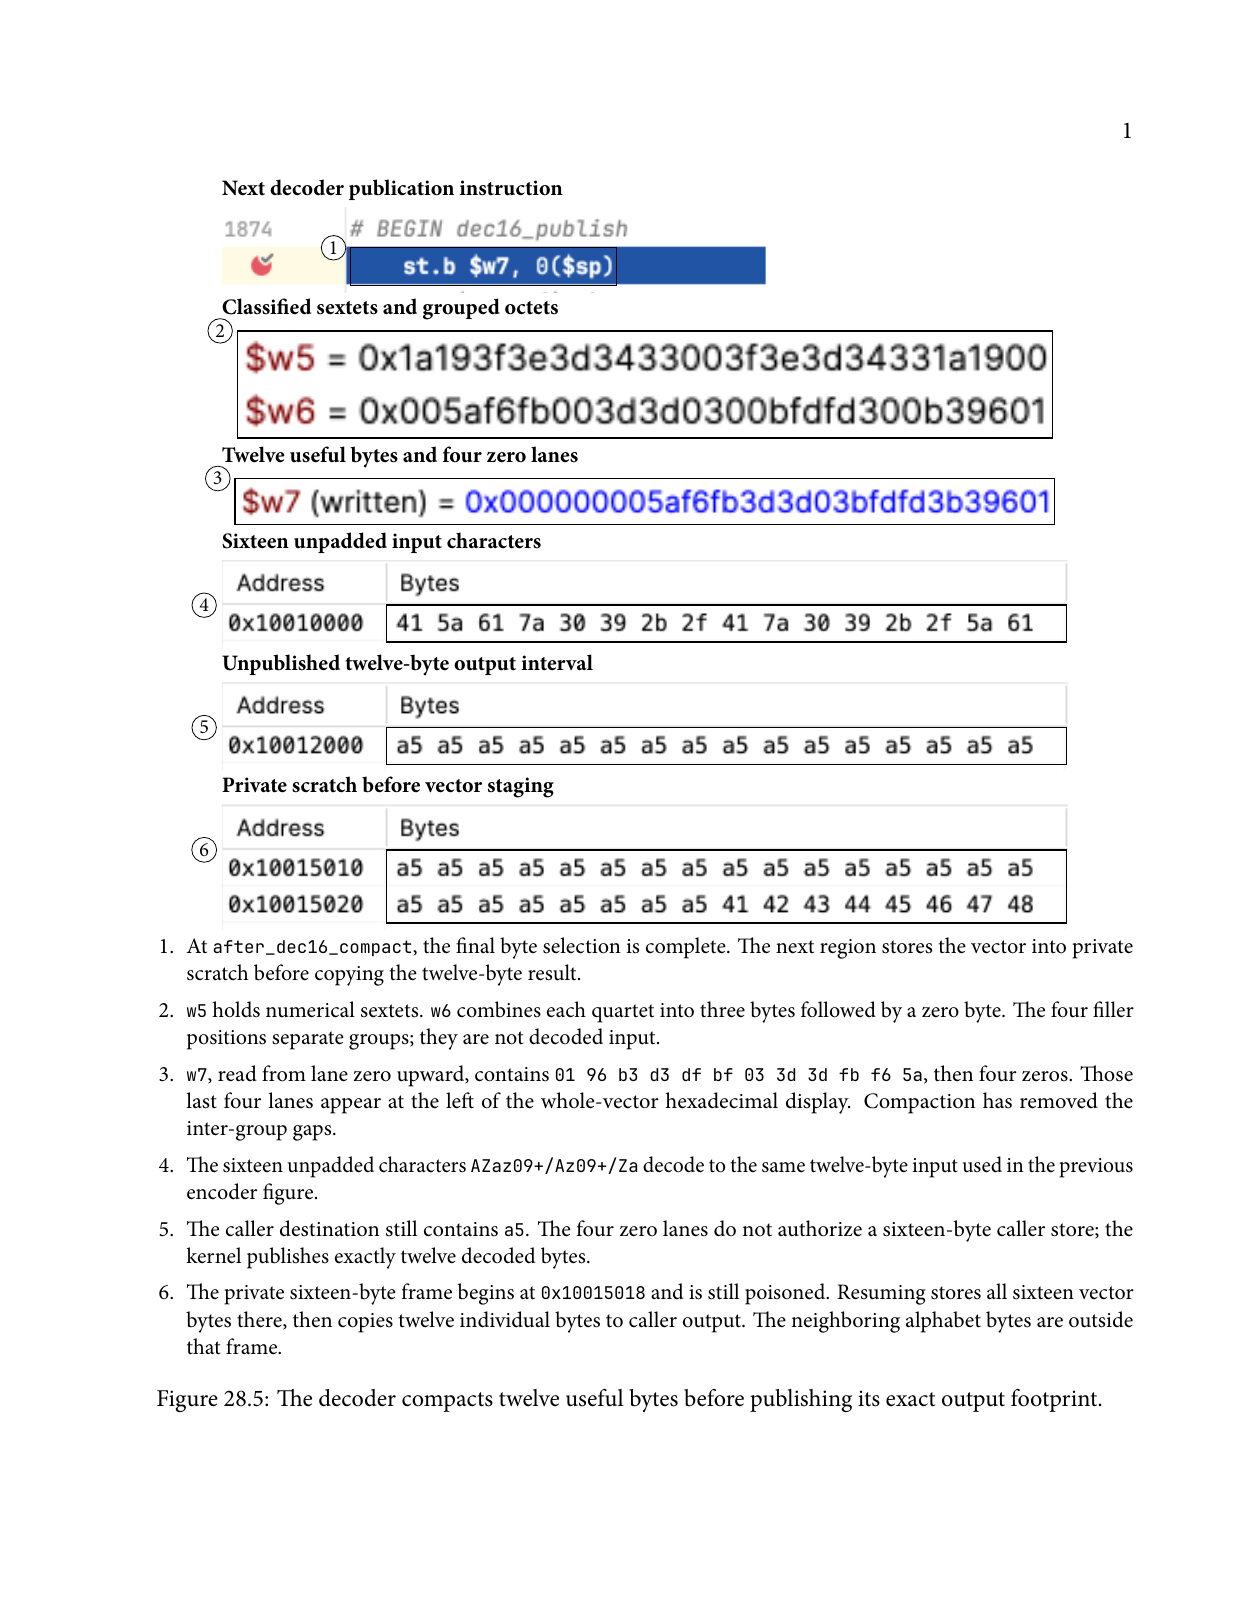 1
Next decoder publication instruction
1874 # BEGIN dec16_publish
1 st.b $w7, 0($sp)
Classified sextets and grouped octets
2
$w5 = 0x1a193f3e3d3433003f3e3d34331a1900
$w6 = 0x005af6fb003d3d0300bfdfd300b39601
Twelve useful bytes and four zero lanes
3
$w7 (written) = 0x000000005af6fb3d3d03bfdfd3b39601
Sixteen unpadded input characters
Address Bytes
4 0x10010000 41 5a 61 7a 30 39 2b 2f 41 7a 30 39 2b 2f 5a 61
Unpublished twelve-byte output interval
Address Bytes
5 0x10012000 a5 a5 a5 a5 a5 a5 a5 a5 a5 a5 a5 a5 a5 a5 a5 a5
Private scratch before vector staging
Address Bytes
6
0x10015010 a5 a5 a5 a5 a5 a5 a5 a5 a5 a5 a5 a5 a5 a5 a5 a5
0x10015020 a5 a5 a5 a5 a5 a5 a5 a5 41 42 43 44 45 46 47 48
1. At after_dec16_compact, the final byte selection is complete. The next region stores the vector into private
scratch before copying the twelve-byte result.
2. w5 holds numerical sextets. w6 combines each quartet into three bytes followed by a zero byte. The four filler
positions separate groups; they are not decoded input.
3. w7, read from lane zero upward, contains 01 96 b3 d3 df bf 03 3d 3d fb f6 5a, then four zeros. Those
last four lanes appear at the left of the whole-vector hexadecimal display. Compaction has removed the
inter-group gaps.
4. The sixteen unpadded characters AZaz09+/Az09+/Za decode to the same twelve-byte input used in the previous
encoder figure.
5. The caller destination still contains a5. The four zero lanes do not authorize a sixteen-byte caller store; the
kernel publishes exactly twelve decoded bytes.
6. The private sixteen-byte frame begins at 0x10015018 and is still poisoned. Resuming stores all sixteen vector
bytes there, then copies twelve individual bytes to caller output. The neighboring alphabet bytes are outside
that frame.
Figure 28.5: The decoder compacts twelve useful bytes before publishing its exact output footprint.